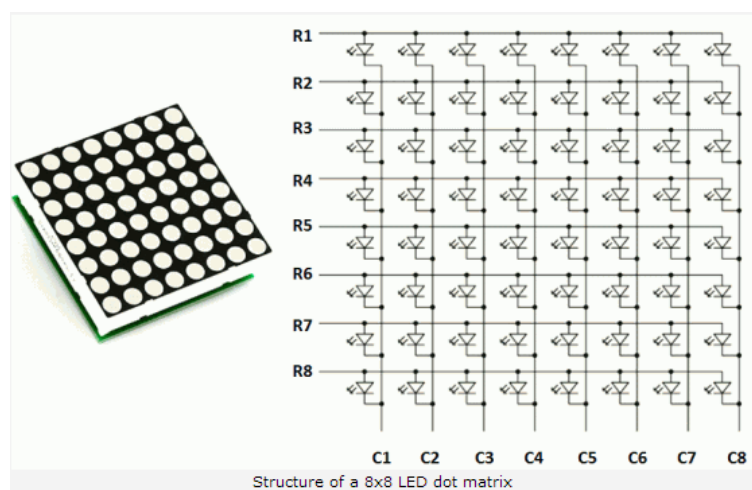 R1
R2
R3
R4
R5
R6
R7
R8
C1 C2 C3 C4 C5 C6 C7 C8
Structure of a 8x8 LED dot matrix